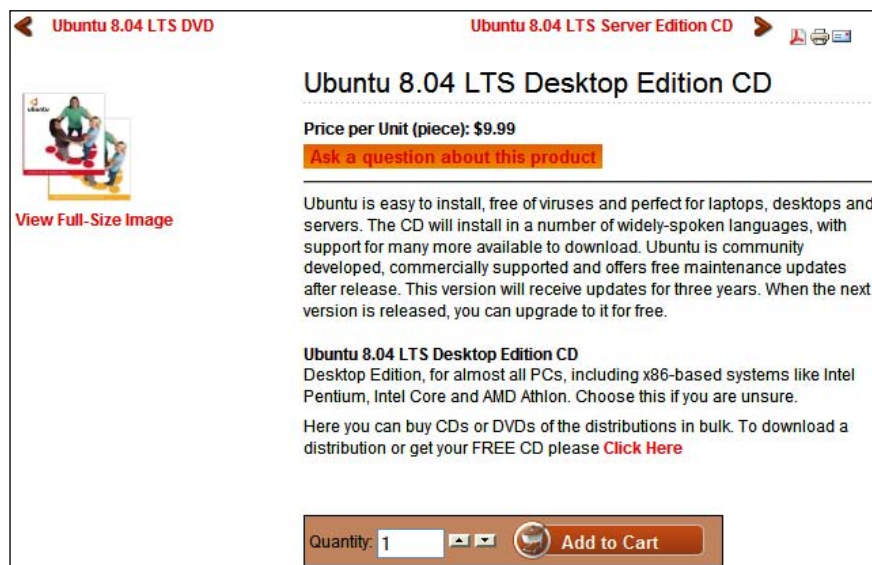 Ubuntu 8.04 LTS DVD
Ubuntu 8.04 LTS Server Edition CD
Ubuntu 8.04 LTS Desktop Edition CD
ubuntu
Price per Unit (piece): $9.99
Ask a question about this product
View Full-Size Image
Ubuntu is easy to install, free of viruses and perfect for laptops, desktops and
servers. The CD will install in a number of widely-spoken languages, with
support for many more available to download. Ubuntu is community
developed, commercially supported and offers free maintenance updates
after release. This version will receive updates for three years. When the next
version is released, you can upgrade to it for free.
Ubuntu 8.04 LTS Desktop Edition CD
Desktop Edition, for almost all PCs, including x86-based systems like Intel
Pentium, Intel Core and AMD Athlon. Choose this if you are unsure.
Here you can buy CDs or DVDs of the distributions in bulk. To download a
distribution or get your FREE CD please Click Here
Quantity: 1
Add to Cart